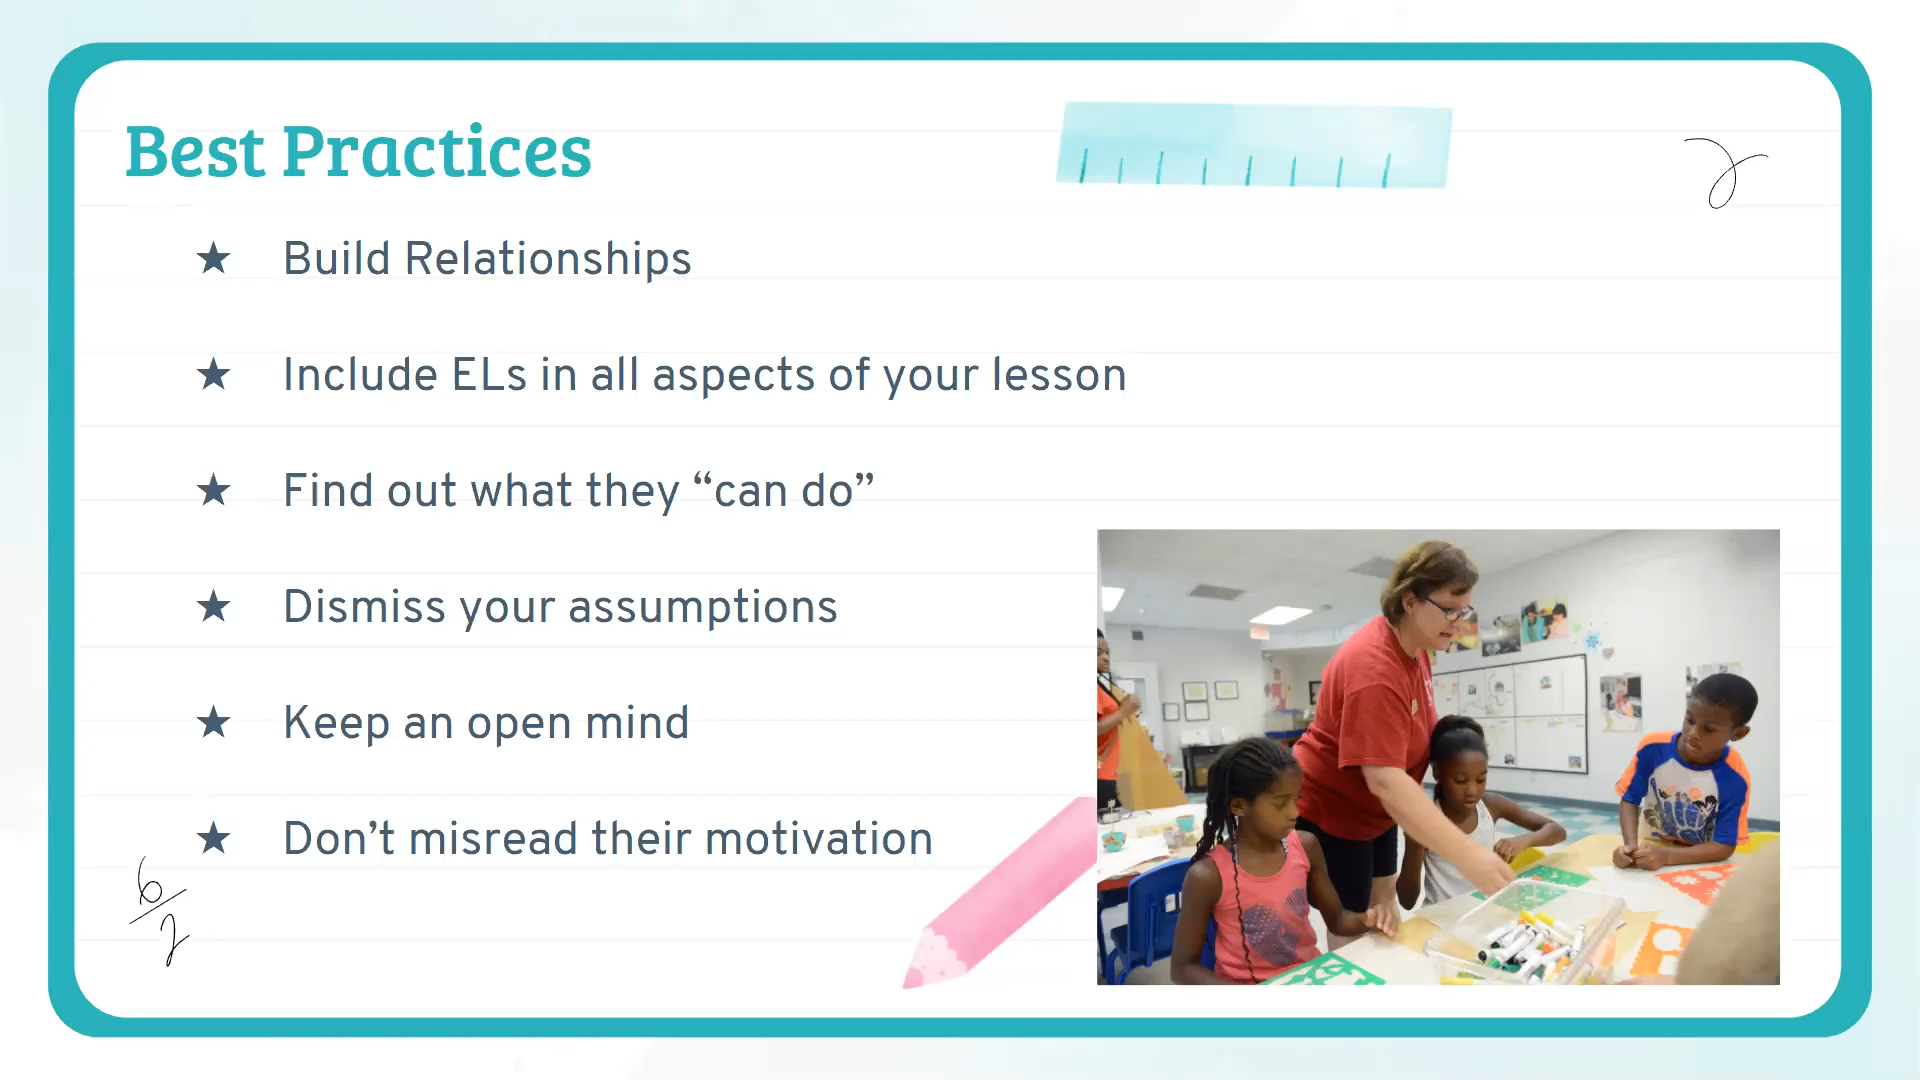 Best Practices
★ Build Relationships
★ Include ELs in all aspects of your lesson
★ Find out what they “can do”
★ Dismiss your assumptions
★ Keep an open mind
★ Don’t misread their motivation